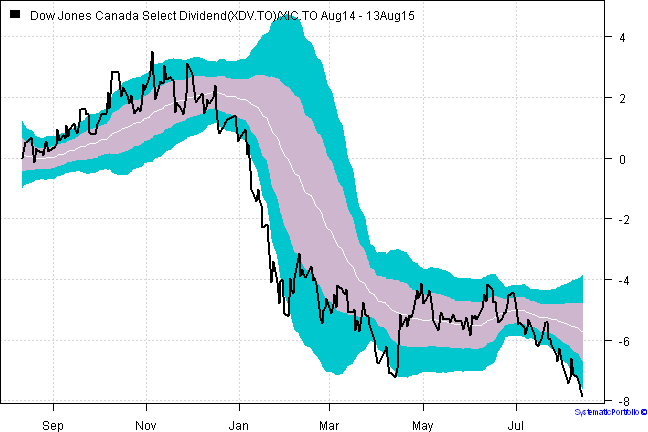 Dow Jones Canada Select Dividend(XDV.TO)/XIC.TO Aug14 - 13Aug15
4
2
0
-2
-4
-6
-8
SystematicPortfolio ©
Sep Nov Jan Mar May Jul